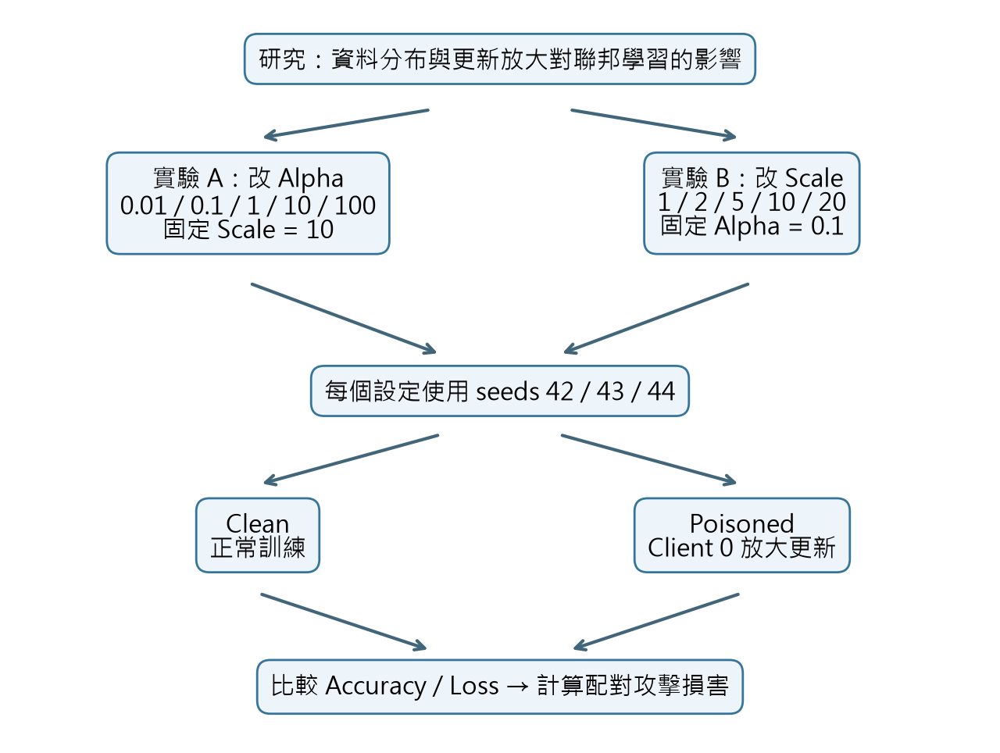 研究：資料分布與更新放大對聯邦學習的影響
實驗 A：改 Alpha
0.01 / 0.1 / 1 / 10 / 100
固定 Scale = 10
實驗 B：改 Scale
1 / 2 / 5 / 10 / 20
固定 Alpha = 0.1
每個設定使用 seeds 42 / 43 / 44
Clean
正常訓練
Poisoned
Client 0 放大更新
比較 Accuracy / Loss → 計算配對攻擊損害